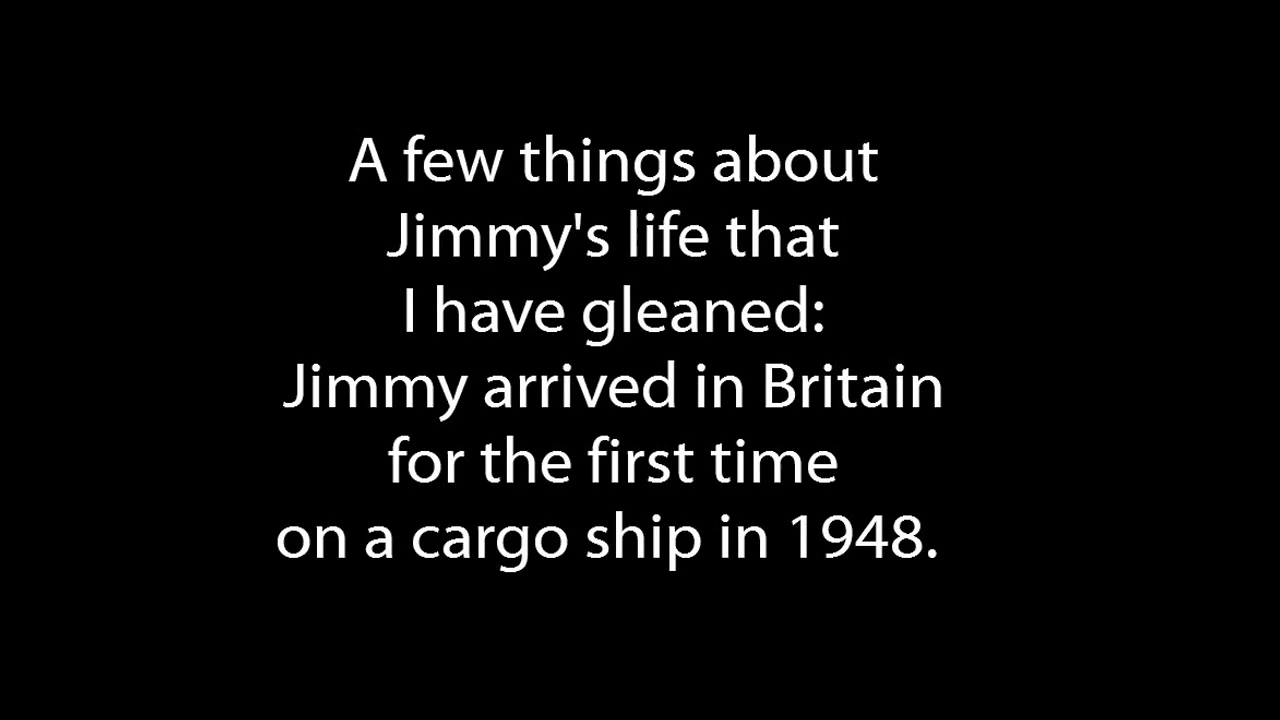 A few things about
Jimmy's life that
I have gleaned:
Jimmy arrived in Britain
for the first time
on a cargo ship in 1948.